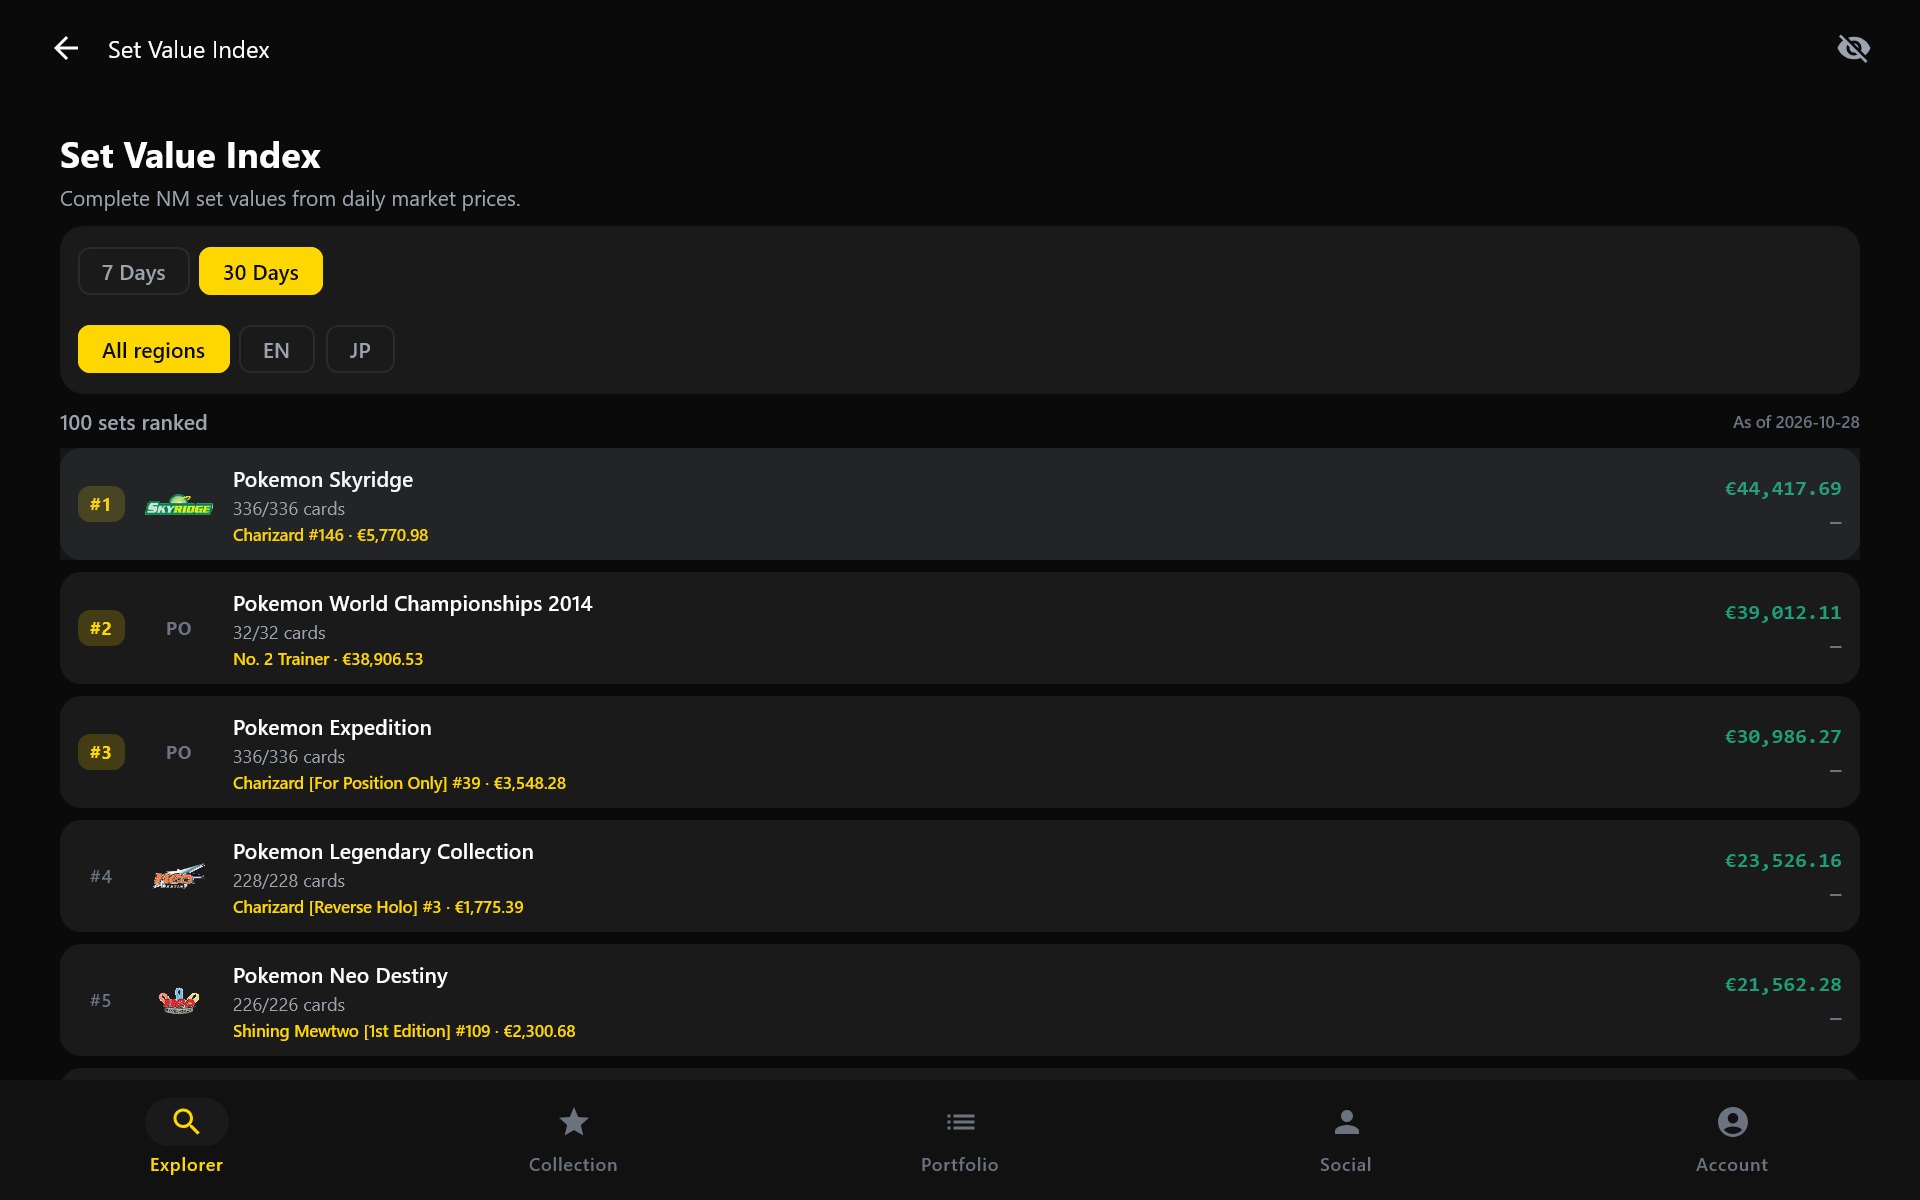 Set Value Index
Set Value Index
Complete NM set values from daily market prices.
7 Days
30 Days
All regions
EN
JP
100 sets ranked
As of 2026-10-28
#1
SKYRIDGE
Pokemon Skyridge
336/336 cards
Charizard #146 · €5,770.98
€44,417.69
—
#2
PO
Pokemon World Championships 2014
32/32 cards
No. 2 Trainer · €38,906.53
€39,012.11
—
#3
PO
Pokemon Expedition
336/336 cards
Charizard [For Position Only] #39 · €3,548.28
€30,986.27
—
#4
Pokemon Legendary Collection
228/228 cards
Charizard [Reverse Holo] #3 · €1,775.39
€23,526.16
—
#5
Pokemon Neo Destiny
226/226 cards
Shining Mewtwo [1st Edition] #109 · €2,300.68
€21,562.28
—
Explorer
Collection
Portfolio
Social
Account